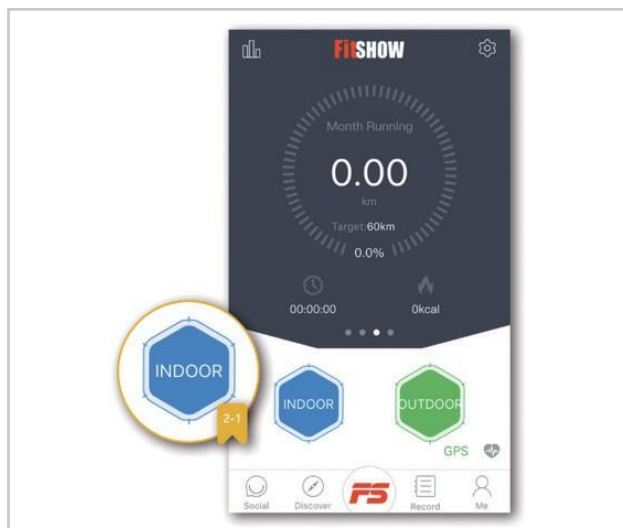 FitSHOW
Month Running
0.00
km
Target:60km
0.0%
00:00:00
0kcal
INDOOR
2-1
INDOOR
OUTDOOR
GPS
Social
Discover
FS
Record
Me